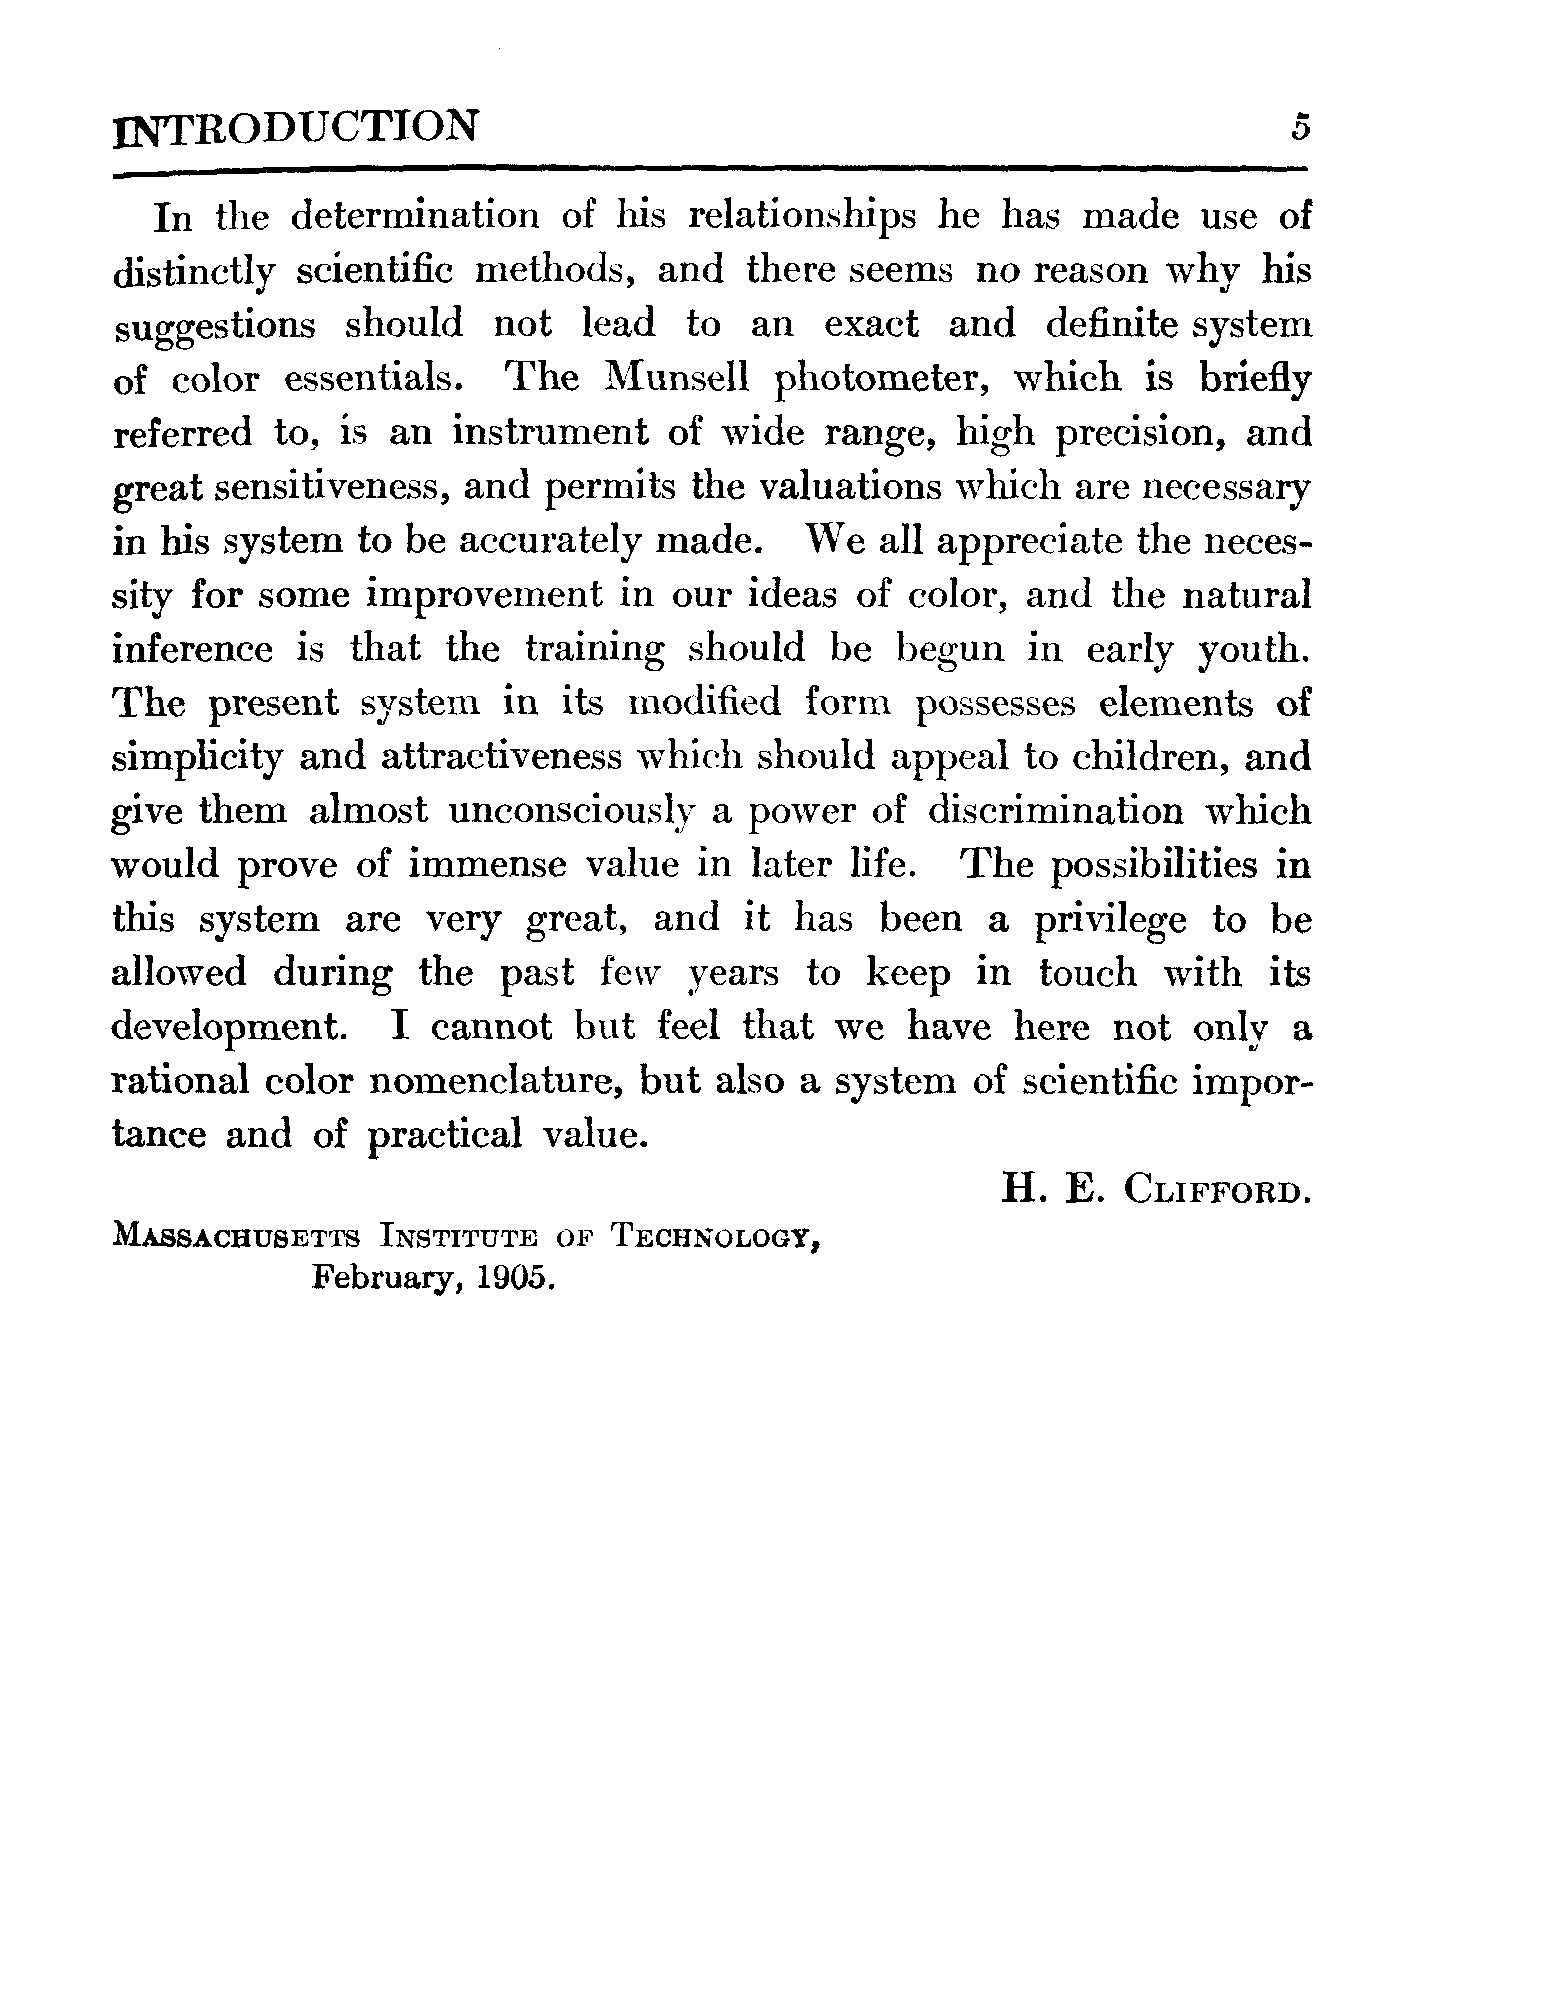 INTRODUCTION 5
In the determination of his relationships he has made use of
distinctly scientific methods, and there seems no reason why his
suggestions should not lead to an exact and definite system
of color essentials. The Munsell photometer, which is briefly
referred to, is an instrument of wide range, high precision, and
great sensitiveness, and permits the valuations which are necessary
in his system to be accurately made. We all appreciate the neces-
sity for some improvement in our ideas of color, and the natural
inference is that the training should be begun in early youth.
The present system in its modified form possesses elements of
simplicity and attractiveness which should appeal to children, and
give them almost unconsciously a power of discrimination which
would prove of immense value in later life. The possibilities in
this system are very great, and it has been a privilege to be
allowed during the past few years to keep in touch with its
development. I cannot but feel that we have here not only a
rational color nomenclature, but also a system of scientific impor-
tance and of practical value.
H. E. CLIFFORD.
MASSACHUSETTS INSTITUTE OF TECHNOLOGY,
February, 1905.